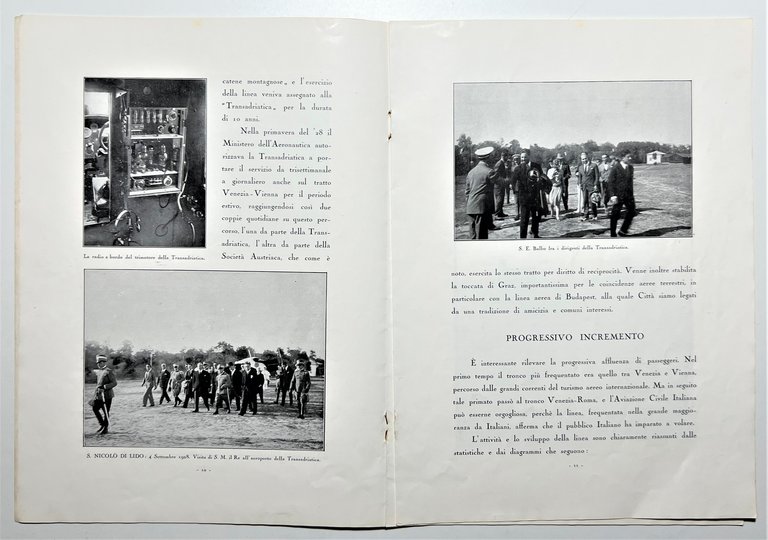 catene montagnose„ e l'esercizio
della linea veniva assegnato alla
"Transadriatica„ per la durata
di 10 anni.
Nella primavera del '28 il
Ministero dell'Aeronautica auto-
rizzava la Transadriatica a por-
tare il servizio da trisettimanale
a giornaliero anche sul tratto
Venezia-Vienna per il periodo
estivo, raggiungendosi così due
coppie quotidiane su questo per-
corso, l'una da parte della Trans-
adriatica, l'altra da parte della
Società Austriaca, che come è
La radio a bordo del trimotore della Transadriatica.
S. NICOLÒ DI LIDO: 4 Settembre 1928. Visita di S. M. il Re all'aeroporto della Transadriatica.
- 10 -
S. E. Balbo fra i dirigenti della Transadriatica.
noto, esercita lo stesso tratto per diritto di reciprocità. Venne inoltre stabilita
la toccata di Graz, importantissima per le coincidenze aeree terrestri, in
particolare con la linea aerea di Budapest, alla quale Città siamo legati
da una tradizione di amicizia e comuni interessi.
PROGRESSIVO INCREMENTO
È interessante rilevare la progressiva affluenza di passeggeri. Nel
primo tempo il tronco più frequentato era quello tra Venezia e Vienna,
percorso dalle grandi correnti del turismo aereo internazionale. Ma in seguito
tale primato passò al tronco Venezia-Roma, e l'Aviazione Civile Italiana
può esserne orgogliosa, perchè la linea, frequentata nella grande maggio-
ranza da Italiani, afferma che il pubblico Italiano ha imparato a volare.
L'attività e lo sviluppo della linea sono chiaramente riassunti dalle
statistiche e dai diagrammi che seguono:
- 11 -